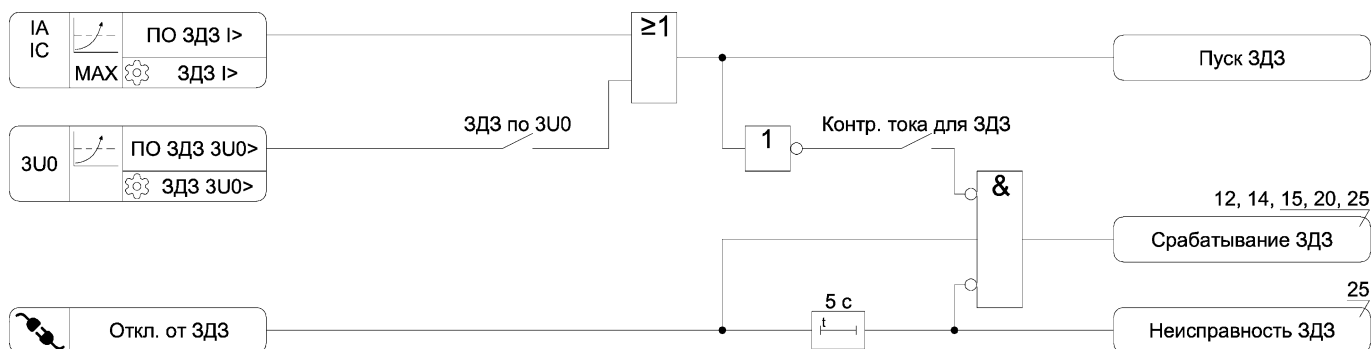 IA
IC
ПО ЗДЗ I>
MAX
ЗДЗ I>
≥1
Пуск ЗДЗ
3U0
ПО ЗДЗ 3U0>
ЗДЗ 3U0>
ЗДЗ по 3U0
1
Контр. тока для ЗДЗ
&
12, 14, 15, 20, 25
Срабатывание ЗДЗ
Откл. от ЗДЗ
5 с
t
25
Неисправность ЗДЗ